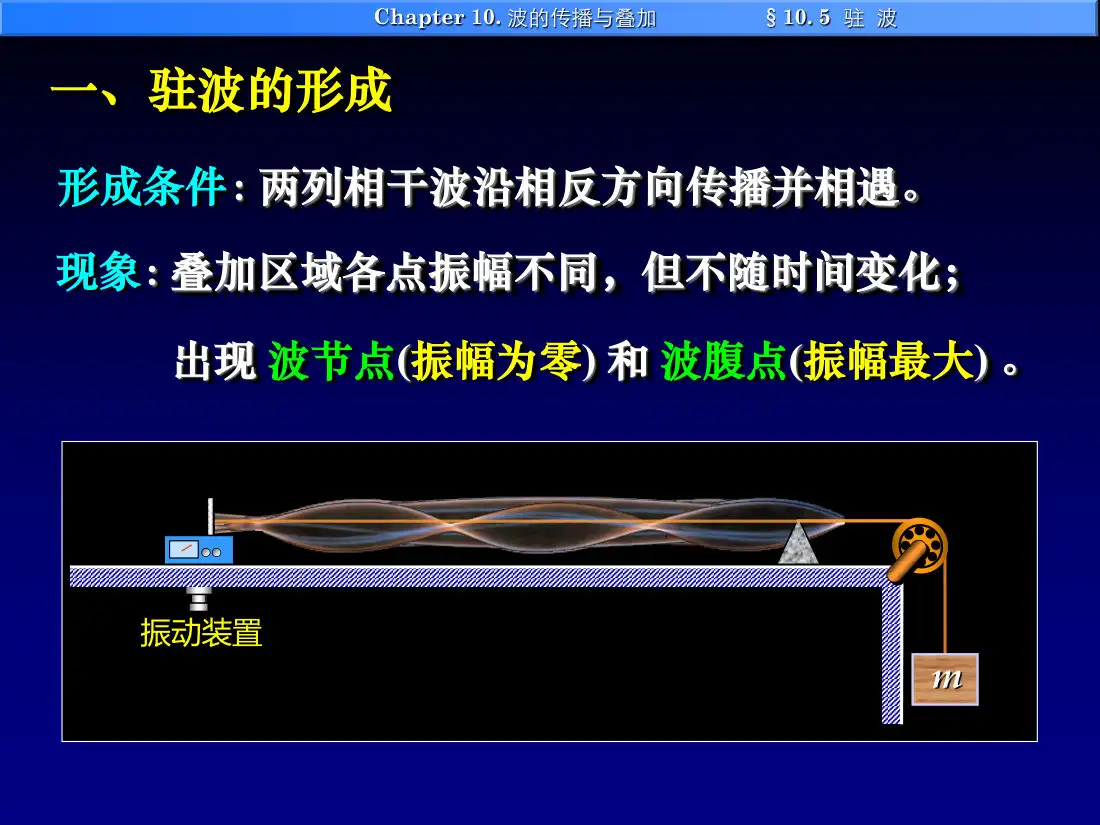 Chapter 10. 波的传播与叠加 § 10. 5 驻 波
一、驻波的形成
形成条件: 两列相干波沿相反方向传播并相遇。
现象: 叠加区域各点振幅不同，但不随时间变化；
出现 波节点(振幅为零) 和 波腹点(振幅最大) 。
振动装置
m